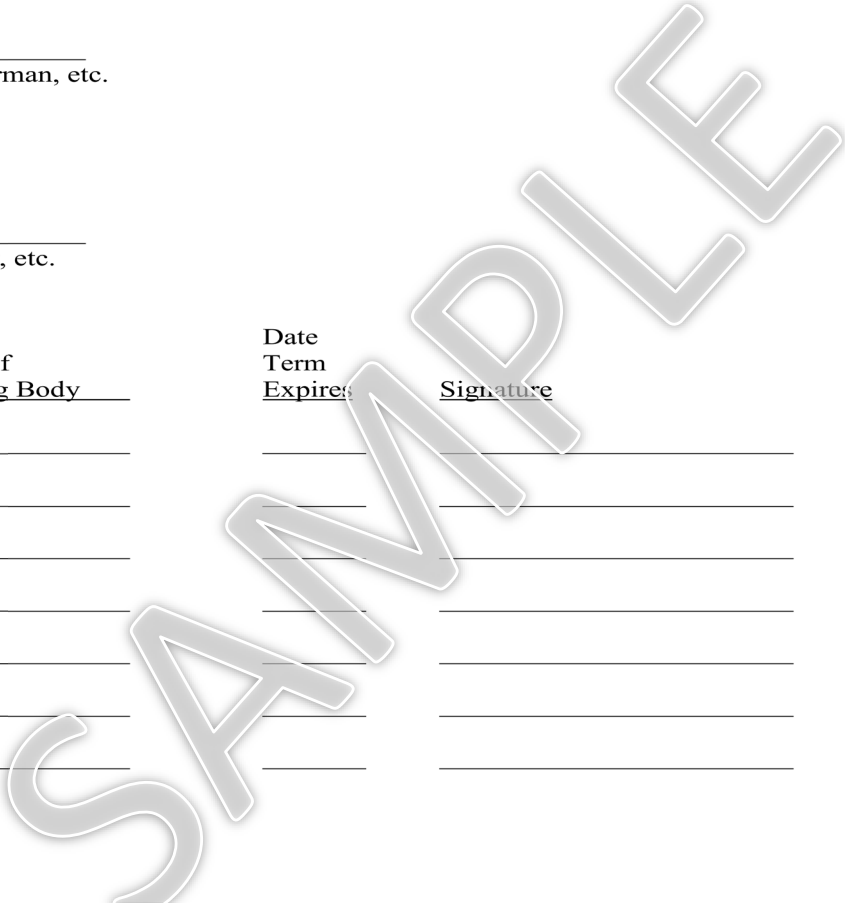 rman, etc.
, etc.
Date
f Term
g Body Expires Signature
SAMPLE